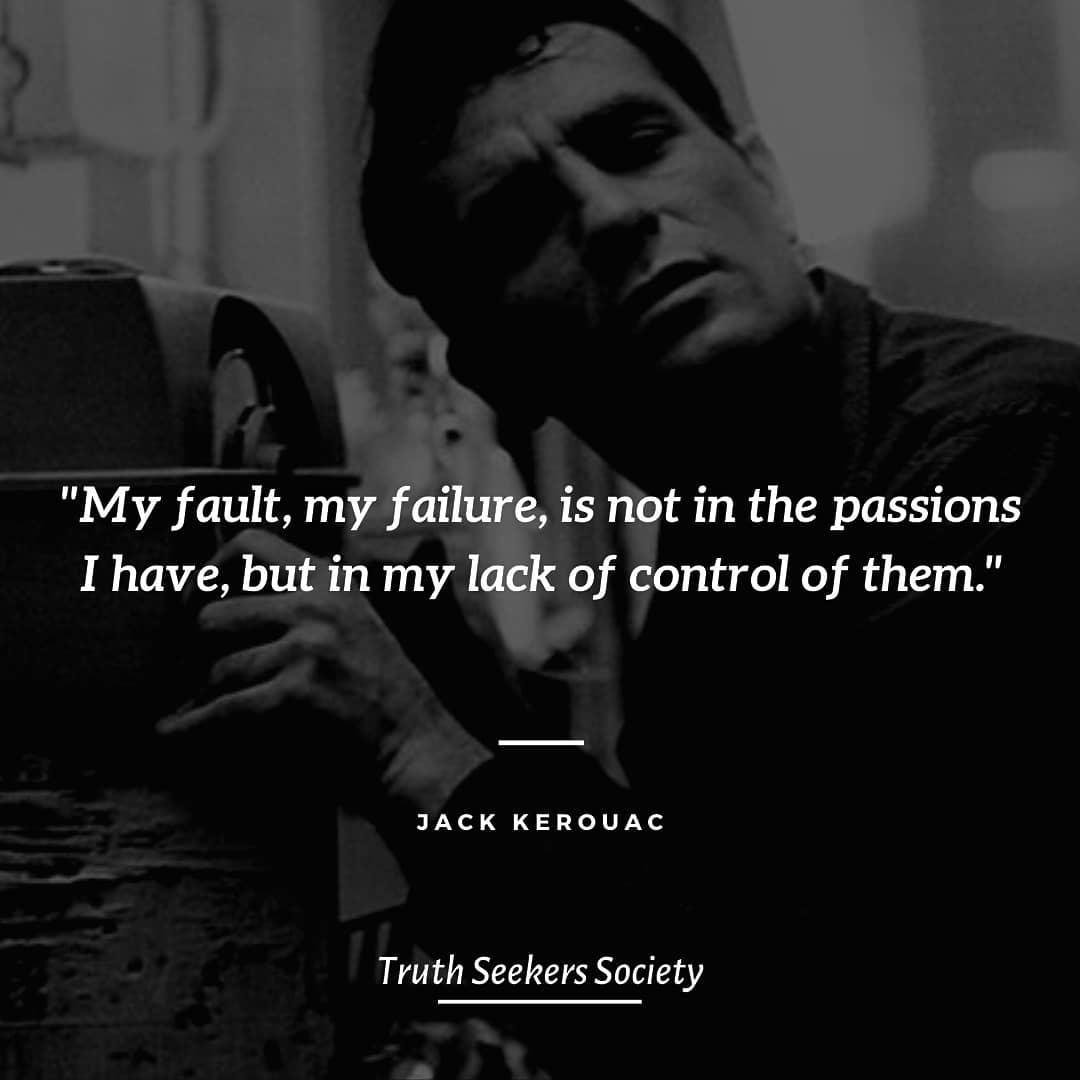 "My fault, my failure, is not in the passions
I have, but in my lack of control of them."
JACK KEROUAC
Truth Seekers Society